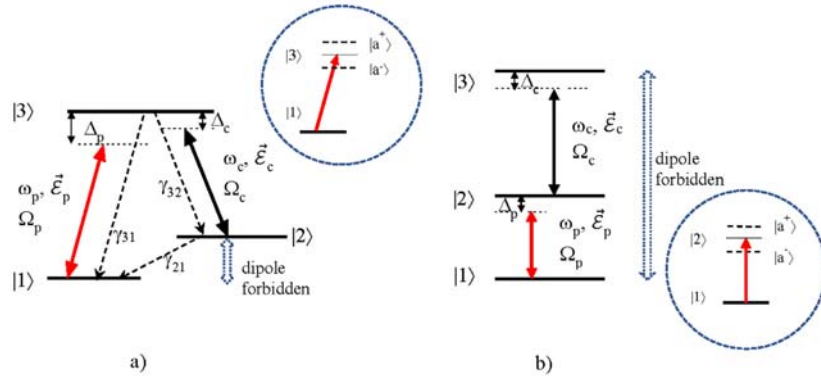 |a⁺⟩
|3⟩
|a⁻⟩
|1⟩
|3⟩
Δp
Δc
ωp, ℰ⃗p
Ωp
γ31
γ32
ωc, ℰ⃗c
Ωc
|2⟩
γ21
|1⟩
dipole
forbidden
a)
|3⟩
Δc
ωc, ℰ⃗c
Ωc
dipole
forbidden
|2⟩
Δp
ωp, ℰ⃗p
Ωp
|1⟩
|a⁺⟩
|2⟩
|a⁻⟩
|1⟩
b)